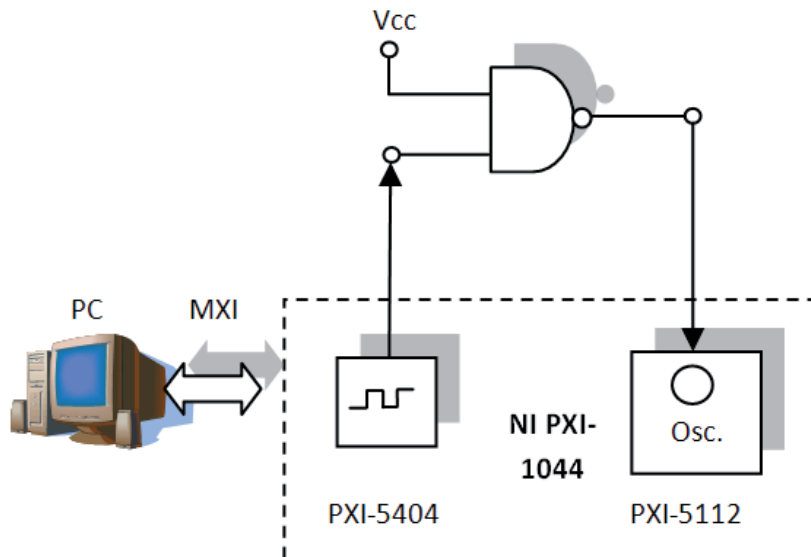 Vcc
PC
MXI
NI PXI-
1044
Osc.
PXI-5404
PXI-5112